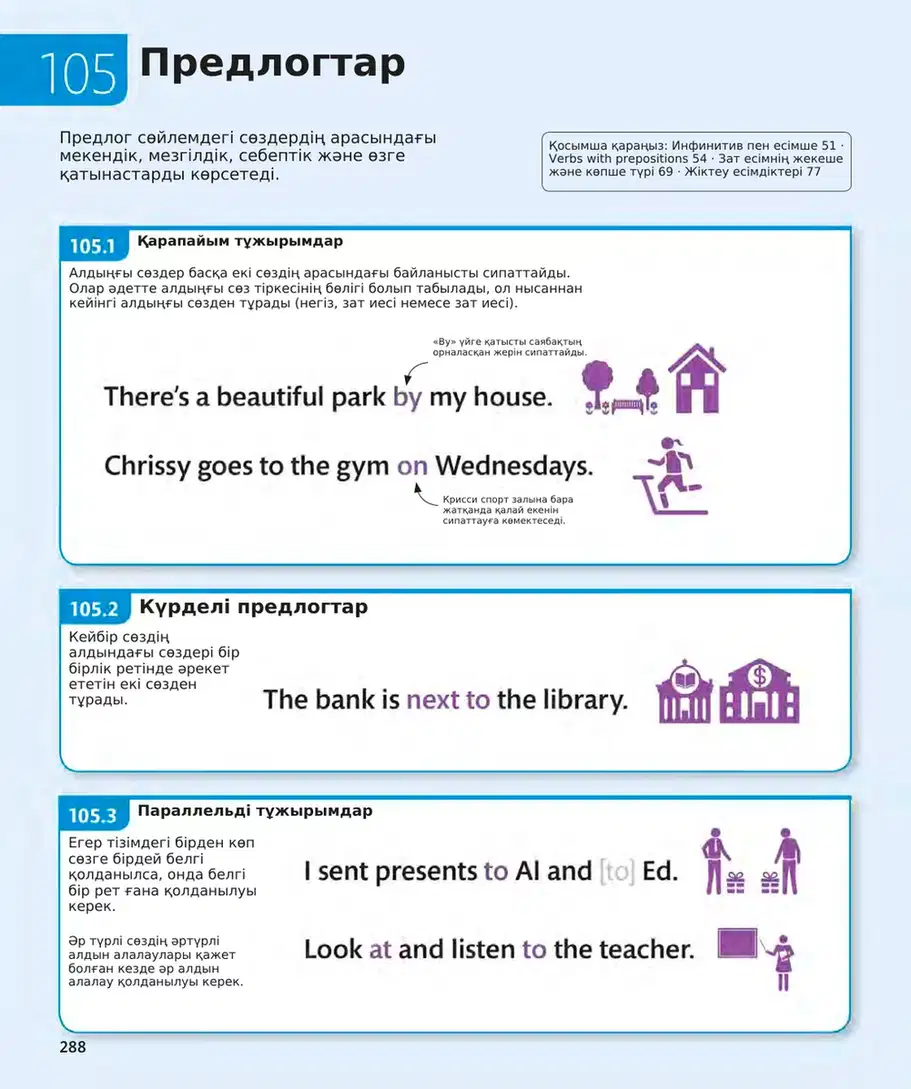 105
Предлогтар
Предлог сөйлемдегі сөздердің арасындағы
мекендік, мезгілдік, себептік және өзге
қатынастарды көрсетеді.
Қосымша қараңыз: Инфинитив пен есімше 51 ·
Verbs with prepositions 54 · Зат есімнің жекеше
және көпше түрі 69 · Жіктеу есімдіктері 77
105.1 Қарапайым тұжырымдар
Алдыңғы сөздер басқа екі сөздің арасындағы байланысты сипаттайды.
Олар әдетте алдыңғы сөз тіркесінің бөлігі болып табылады, ол нысаннан
кейінгі алдыңғы сөзден тұрады (негіз, зат иесі немесе зат иесі).
«By» үйге қатысты саябақтың
орналасқан жерін сипаттайды.
There’s a beautiful park by my house.
Chrissy goes to the gym on Wednesdays.
Крисси спорт залына бара
жатқанда қалай екенін
сипаттауға көмектеседі.
105.2 Күрделі предлогтар
Кейбір сөздің
алдындағы сөздері бір
бірлік ретінде әрекет
ететін екі сөзден
тұрады.
The bank is next to the library.
105.3 Параллельді тұжырымдар
Егер тізімдегі бірден көп
сөзге бірдей белгі
қолданылса, онда белгі
бір рет ғана қолданылуы
керек.
I sent presents to Al and [to] Ed.
Әр түрлі сөздің әртүрлі
алдын алалаулары қажет
болған кезде әр алдын
алалау қолданылуы керек.
Look at and listen to the teacher.
288